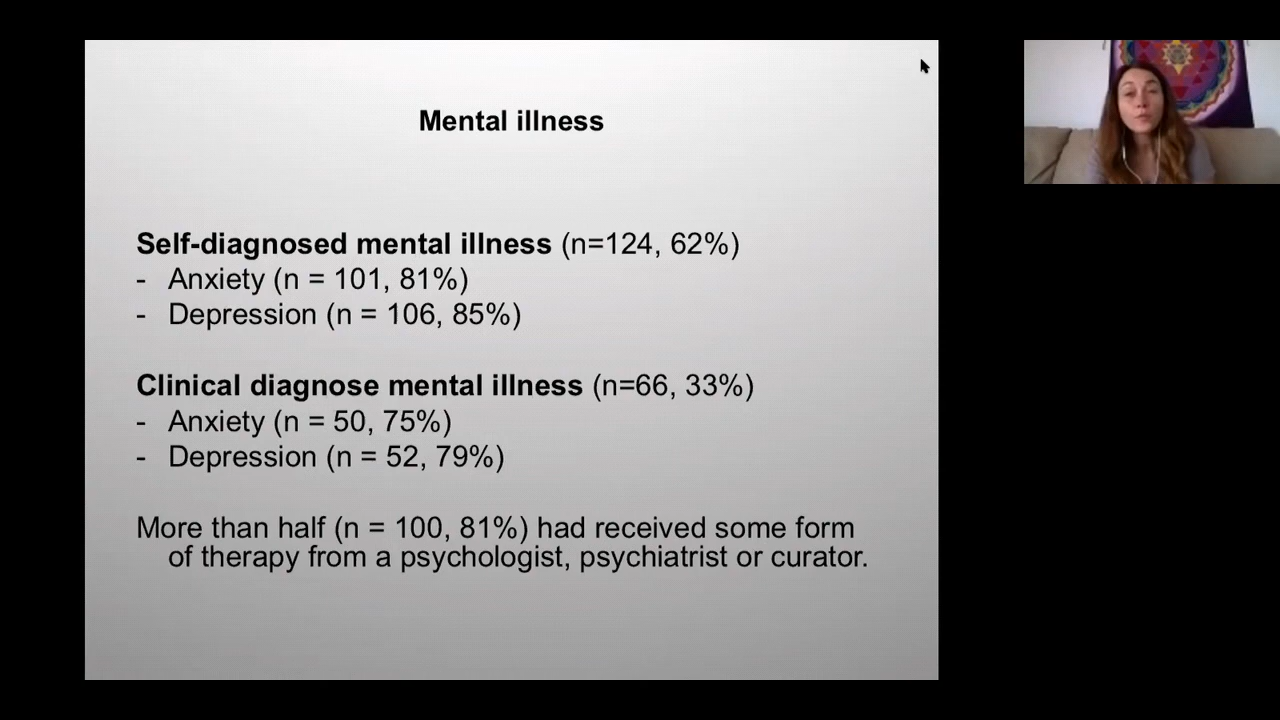 Mental illness
Self-diagnosed mental illness (n=124, 62%)
- Anxiety (n = 101, 81%)
- Depression (n = 106, 85%)
Clinical diagnose mental illness (n=66, 33%)
- Anxiety (n = 50, 75%)
- Depression (n = 52, 79%)
More than half (n = 100, 81%) had received some form
of therapy from a psychologist, psychiatrist or curator.